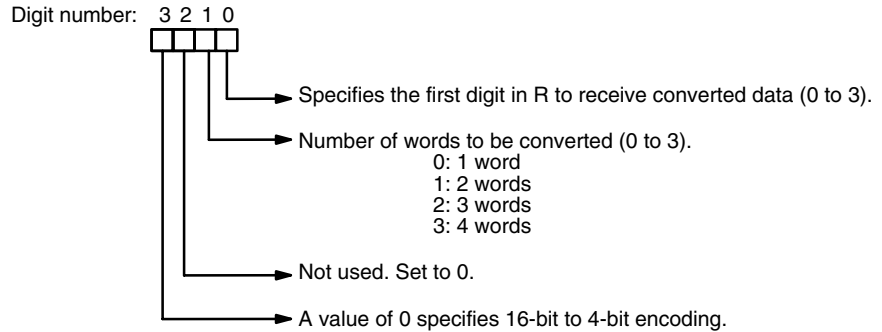 Digit number: 3 2 1 0
Specifies the first digit in R to receive converted data (0 to 3).
Number of words to be converted (0 to 3).
0: 1 word
1: 2 words
2: 3 words
3: 4 words
Not used. Set to 0.
A value of 0 specifies 16-bit to 4-bit encoding.